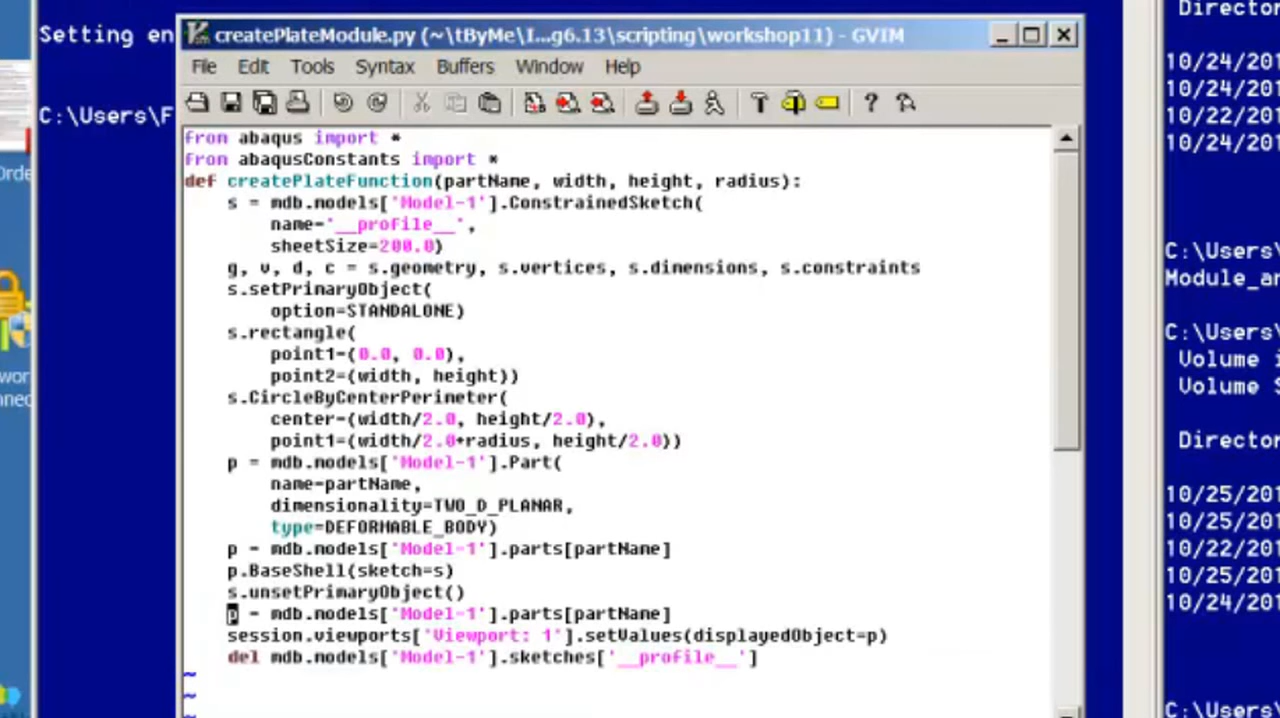 Setting en
C:\Users\F
createPlateModule.py (~\tByMe\I...g6.13\scripting\workshop11) - GVIM
File Edit Tools Syntax Buffers Window Help
from abaqus import *
from abaqusConstants import *
def createPlateFunction(partName, width, height, radius):
s = mdb.models['Model-1'].ConstrainedSketch(
name='__profile__',
sheetSize=200.0)
g, v, d, c = s.geometry, s.vertices, s.dimensions, s.constraints
s.setPrimaryObject(
option=STANDALONE)
s.rectangle(
point1=(0.0, 0.0),
point2=(width, height))
s.CircleByCenterPerimeter(
center=(width/2.0, height/2.0),
point1=(width/2.0+radius, height/2.0))
p = mdb.models['Model-1'].Part(
name=partName,
dimensionality=TWO_D_PLANAR,
type=DEFORMABLE_BODY)
p = mdb.models['Model-1'].parts[partName]
p.BaseShell(sketch=s)
s.unsetPrimaryObject()
p = mdb.models['Model-1'].parts[partName]
session.viewports['Viewport: 1'].setValues(displayedObject=p)
del mdb.models['Model-1'].sketches['__profile__']
~
~
~
Director
10/24/201
10/24/201
10/22/201
10/24/201
C:\Users\
Module_an
C:\Users\
Volume i
Volume S
Director
10/25/201
10/25/201
10/22/201
10/25/201
10/24/201
C:\Users\